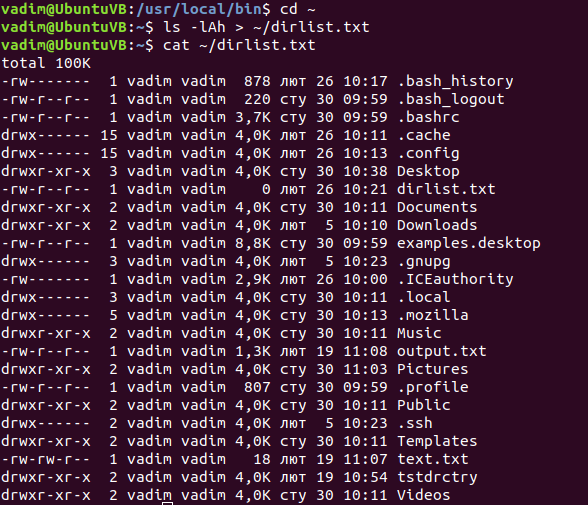 vadim@UbuntuVB:/usr/local/bin$ cd ~
vadim@UbuntuVB:~$ ls -lAh > ~/dirlist.txt
vadim@UbuntuVB:~$ cat ~/dirlist.txt
total 100K
-rw-------  1 vadim vadim  878 лют 26 10:17 .bash_history
-rw-r--r--  1 vadim vadim  220 сту 30 09:59 .bash_logout
-rw-r--r--  1 vadim vadim 3,7K сту 30 09:59 .bashrc
drwx------ 15 vadim vadim 4,0K лют 26 10:11 .cache
drwx------ 15 vadim vadim 4,0K лют 26 10:13 .config
drwxr-xr-x  3 vadim vadim 4,0K сту 30 10:38 Desktop
-rw-r--r--  1 vadim vadim    0 лют 26 10:21 dirlist.txt
drwxr-xr-x  2 vadim vadim 4,0K сту 30 10:11 Documents
drwxr-xr-x  2 vadim vadim 4,0K лют  5 10:10 Downloads
-rw-r--r--  1 vadim vadim 8,8K сту 30 09:59 examples.desktop
drwx------  3 vadim vadim 4,0K лют  5 10:23 .gnupg
-rw-------  1 vadim vadim 2,9K лют 26 10:00 .ICEauthority
drwx------  3 vadim vadim 4,0K сту 30 10:11 .local
drwx------  5 vadim vadim 4,0K сту 30 10:13 .mozilla
drwxr-xr-x  2 vadim vadim 4,0K сту 30 10:11 Music
-rw-r--r--  1 vadim vadim 1,3K лют 19 11:08 output.txt
drwxr-xr-x  2 vadim vadim 4,0K сту 30 11:03 Pictures
-rw-r--r--  1 vadim vadim  807 сту 30 09:59 .profile
drwxr-xr-x  2 vadim vadim 4,0K сту 30 10:11 Public
drwx------  2 vadim vadim 4,0K лют  5 10:23 .ssh
drwxr-xr-x  2 vadim vadim 4,0K сту 30 10:11 Templates
-rw-rw-r--  1 vadim vadim   18 лют 19 11:07 text.txt
drwxr-xr-x  2 vadim vadim 4,0K лют 19 10:54 tstdrctry
drwxr-xr-x  2 vadim vadim 4,0K сту 30 10:11 Videos